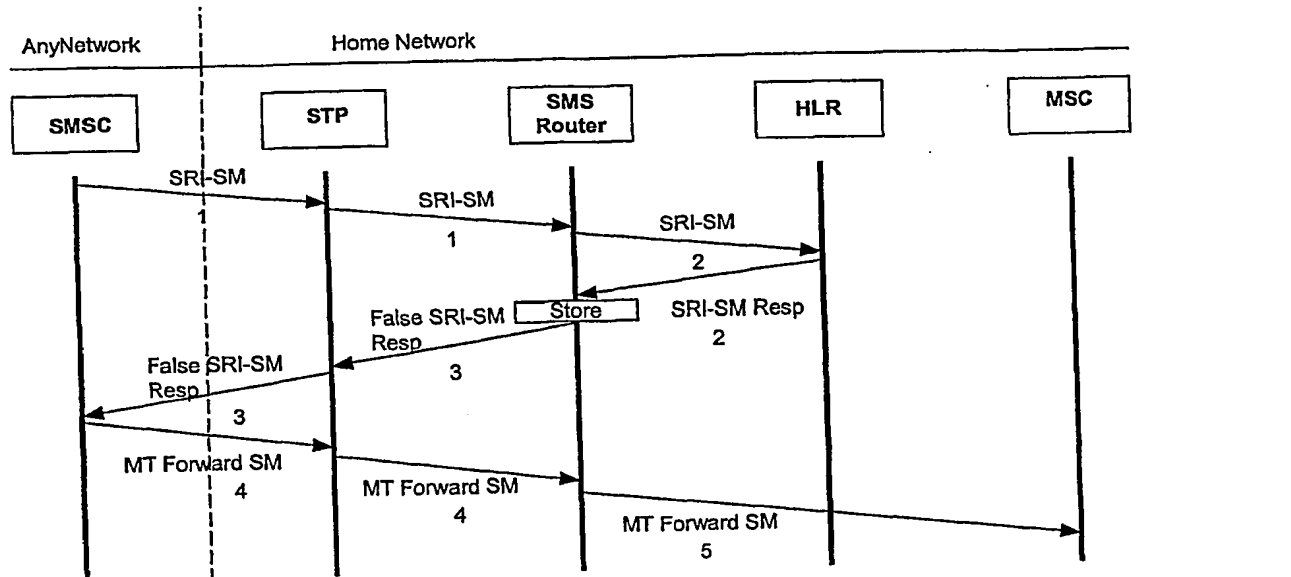 AnyNetwork
Home Network
SMSC
STP
SMS
Router
HLR
MSC
SRI-SM
1
SRI-SM
1
SRI-SM
2
Store
SRI-SM Resp
2
False SRI-SM
Resp
3
False SRI-SM
Resp
3
MT Forward SM
4
MT Forward SM
4
MT Forward SM
5